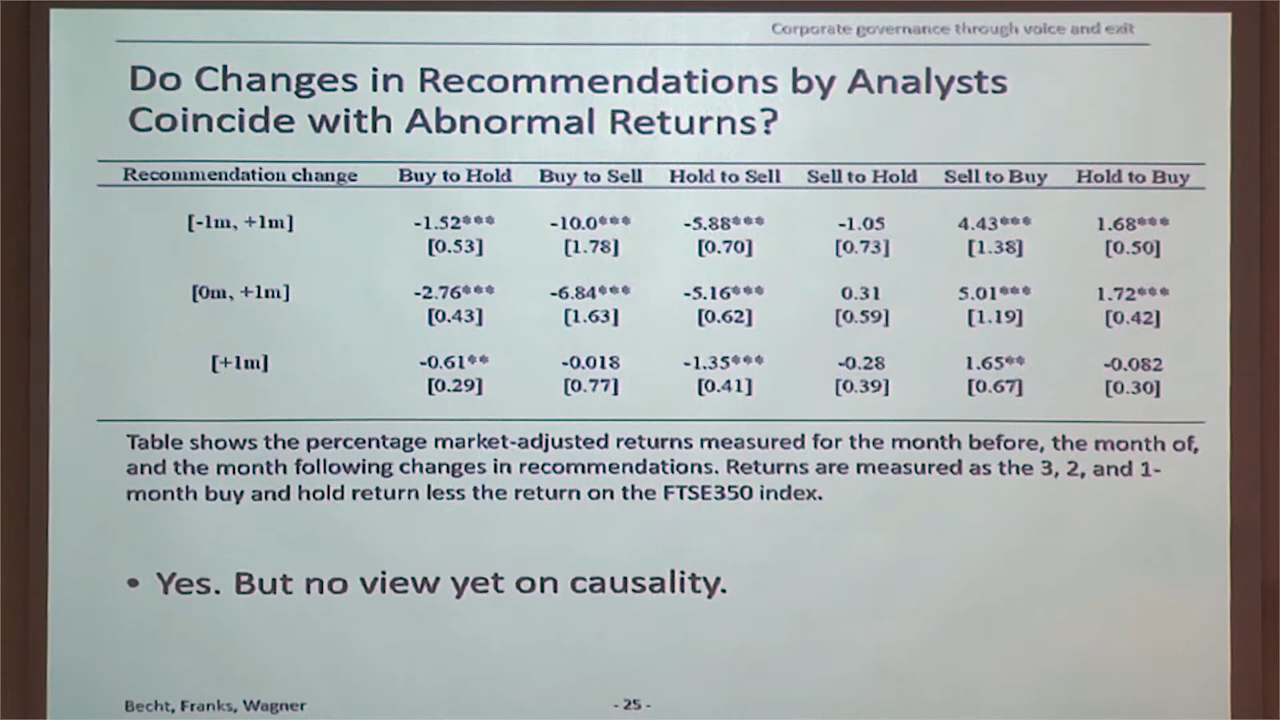 Corporate governance through voice and exit
Do Changes in Recommendations by Analysts
Coincide with Abnormal Returns?
Recommendation change Buy to Hold Buy to Sell Hold to Sell Sell to Hold Sell to Buy Hold to Buy
[-1m, +1m] -1.52*** -10.0*** -5.88*** -1.05 4.43*** 1.68***
[0.53] [1.78] [0.70] [0.73] [1.38] [0.50]
[0m, +1m] -2.76*** -6.84*** -5.16*** 0.31 5.01*** 1.72***
[0.43] [1.63] [0.62] [0.59] [1.19] [0.42]
[+1m] -0.61** -0.018 -1.35*** -0.28 1.65** -0.082
[0.29] [0.77] [0.41] [0.39] [0.67] [0.30]
Table shows the percentage market-adjusted returns measured for the month before, the month of,
and the month following changes in recommendations. Returns are measured as the 3, 2, and 1-
month buy and hold return less the return on the FTSE350 index.
• Yes. But no view yet on causality.
Becht, Franks, Wagner - 25 -